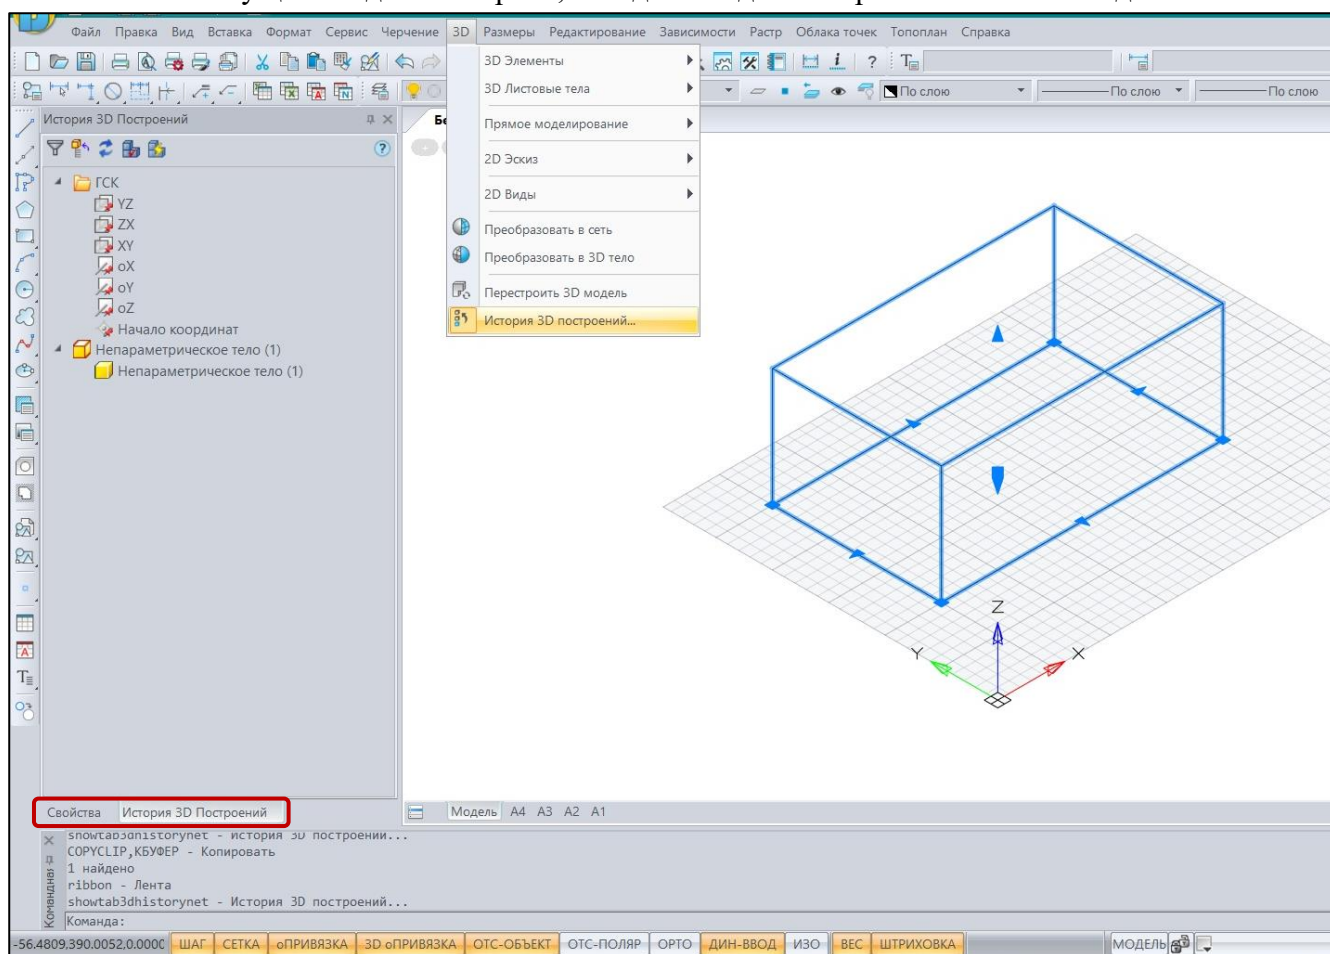 Файл Правка Вид Вставка Формат Сервис Черчение 3D Размеры Редактирование Зависимости Растр Облака точек Топоплан Справка
По слою По слою По слою
История 3D Построений
ГСК
YZ
ZX
XY
oX
oY
oZ
Начало координат
Непараметрическое тело (1)
Непараметрическое тело (1)
3D Элементы
3D Листовые тела
Прямое моделирование
2D Эскиз
2D Виды
Преобразовать в сеть
Преобразовать в 3D тело
Перестроить 3D модель
История 3D построений...
Z
Y
X
Свойства История 3D Построений
Модель A4 A3 A2 A1
showtab3dhistorynet - История 3D построений...
COPYCLIP,КБУФЕР - Копировать
1 найдено
ribbon - Лента
showtab3dhistorynet - История 3D построений...
Команда:
-56.4809,390.0052,0.0000 ШАГ СЕТКА оПРИВЯЗКА 3D оПРИВЯЗКА ОТС-ОБЪЕКТ ОТС-ПОЛЯР ОРТО ДИН-ВВОД ИЗО ВЕС ШТРИХОВКА МОДЕЛЬ